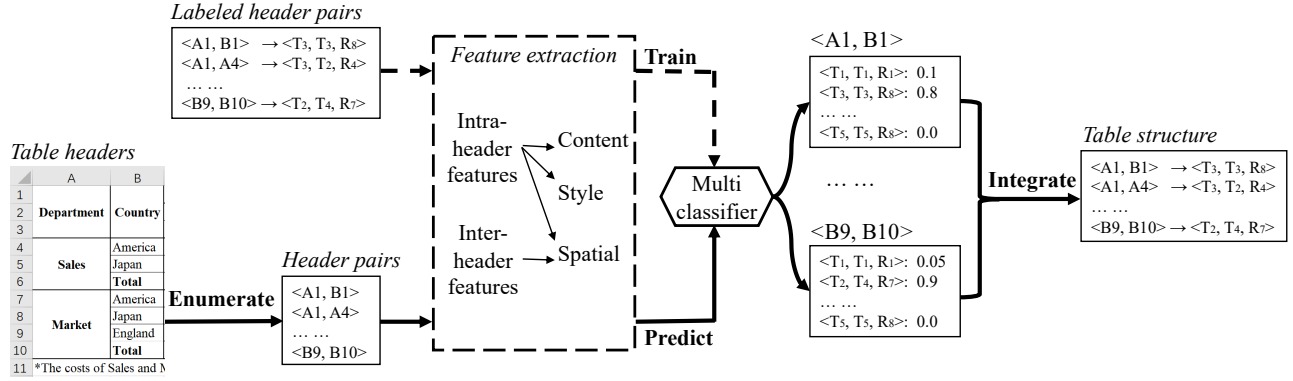 Labeled header pairs
<A1, B1> → <T₃, T₃, R₈>
<A1, A4> → <T₃, T₂, R₄>
... ...
<B9, B10> → <T₂, T₄, R₇>
Table headers
A B
1
2 Department Country
3
4 America
5 Sales Japan
6 Total
7 America
8 Market Japan
9 England
10 Total
11 *The costs of Sales and M
Enumerate
Header pairs
<A1, B1>
<A1, A4>
... ...
<B9, B10>
Feature extraction
Intra-
header
features
Content
Style
Inter-
header
features
Spatial
Train
Predict
Multi
classifier
<A1, B1>
<T₁, T₁, R₁>: 0.1
<T₃, T₃, R₈>: 0.8
... ...
<T₅, T₅, R₈>: 0.0
... ...
<B9, B10>
<T₁, T₁, R₁>: 0.05
<T₂, T₄, R₇>: 0.9
... ...
<T₅, T₅, R₈>: 0.0
Integrate
Table structure
<A1, B1> → <T₃, T₃, R₈>
<A1, A4> → <T₃, T₂, R₄>
... ...
<B9, B10> → <T₂, T₄, R₇>